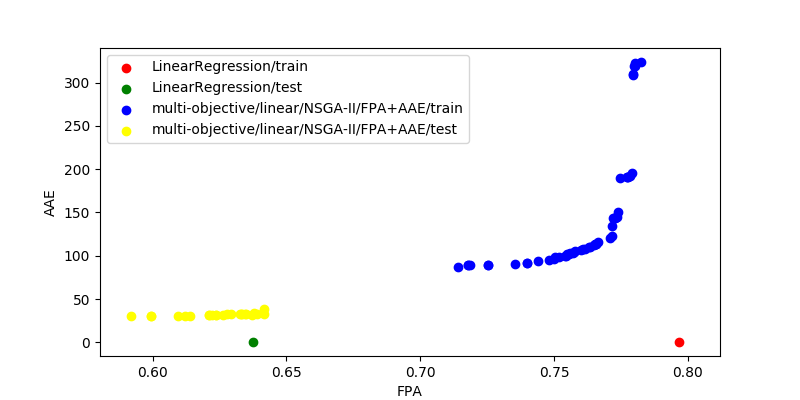 LinearRegression/train
LinearRegression/test
multi-objective/linear/NSGA-II/FPA+AAE/train
multi-objective/linear/NSGA-II/FPA+AAE/test
AAE
300
250
200
150
100
50
0
0.60 0.65 0.70 0.75 0.80
FPA